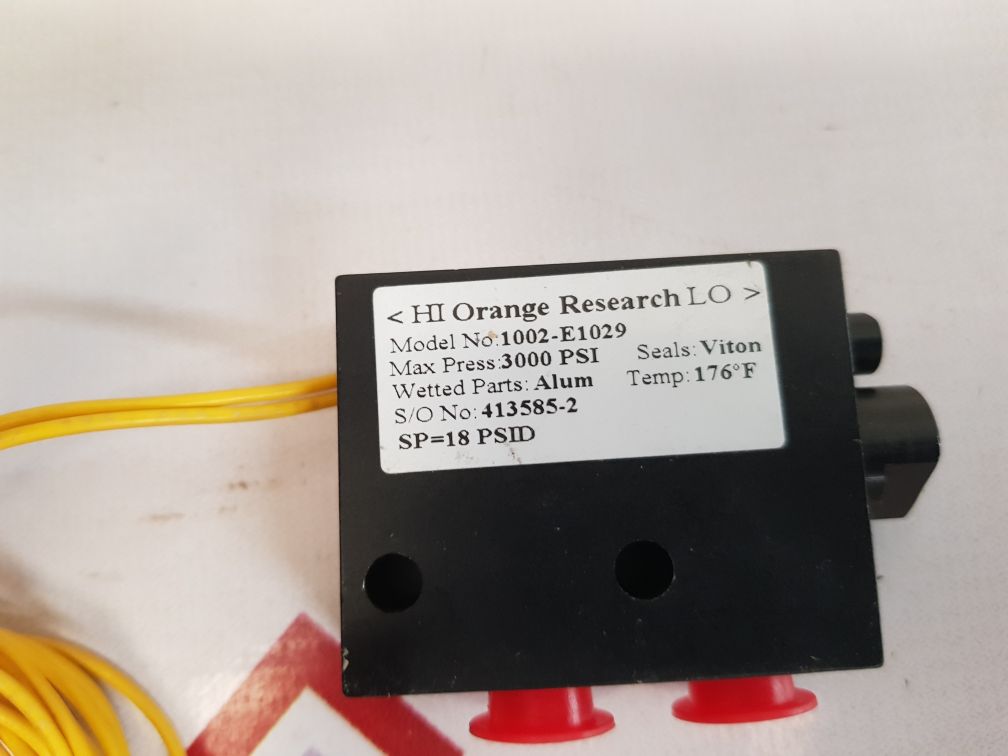 < HI Orange Research LO >
Model No:1002-E1029
Max Press:3000 PSI Seals: Viton
Wetted Parts: Alum Temp: 176°F
S/O No: 413585-2
SP=18 PSID